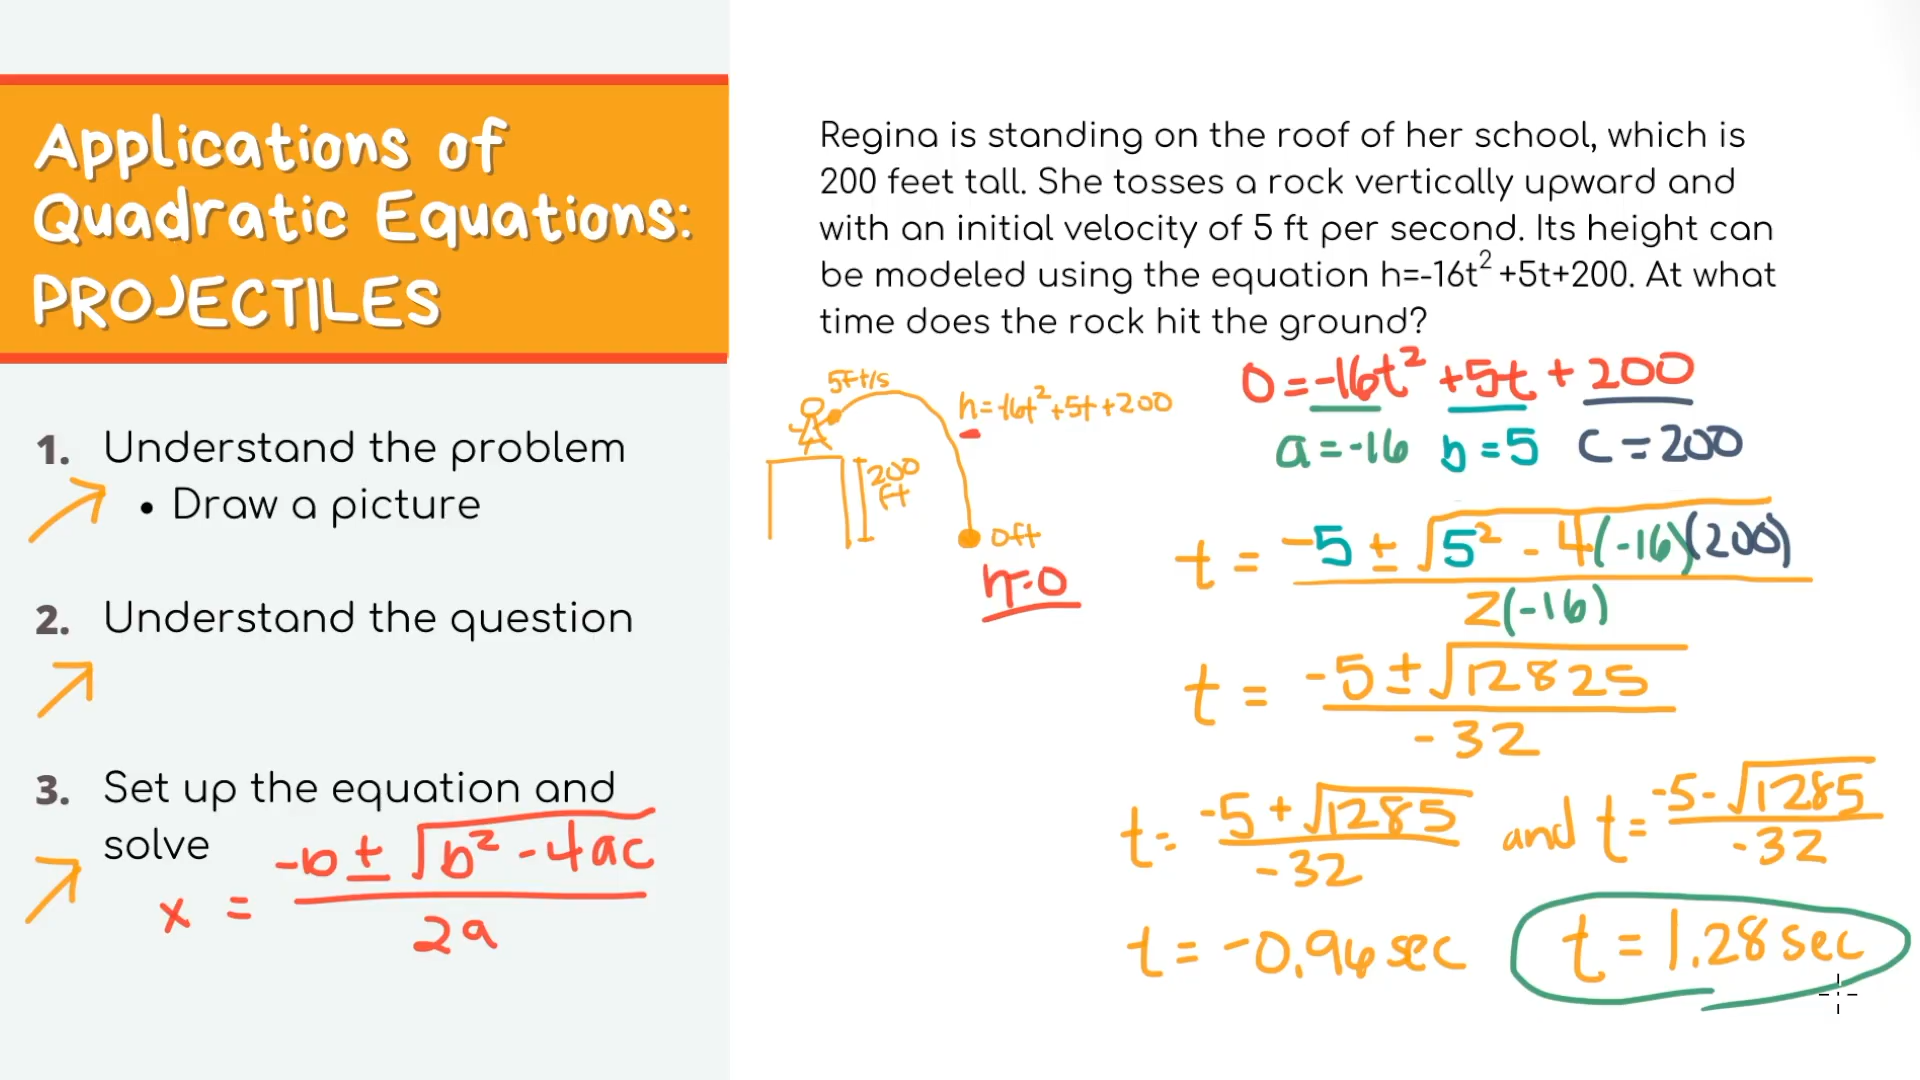 Applications of
Quadratic Equations:
PROJECTILES
1. Understand the problem
• Draw a picture
2. Understand the question
3. Set up the equation and
solve
x = -b ± √b² - 4ac
2a
Regina is standing on the roof of her school, which is
200 feet tall. She tosses a rock vertically upward and
with an initial velocity of 5 ft per second. Its height can
be modeled using the equation h=-16t² +5t+200. At what
time does the rock hit the ground?
5ft/s
h=-16t²+5t+200
200
ft
0ft
h=0
0 = -16t² +5t + 200
a = -16 b = 5 c = 200
t = -5 ± √5² - 4(-16)(200)
2(-16)
t = -5 ± √12825
-32
t = -5 + √1285 and t = -5 - √1285
-32 -32
t = -0.96 sec t = 1.28 sec